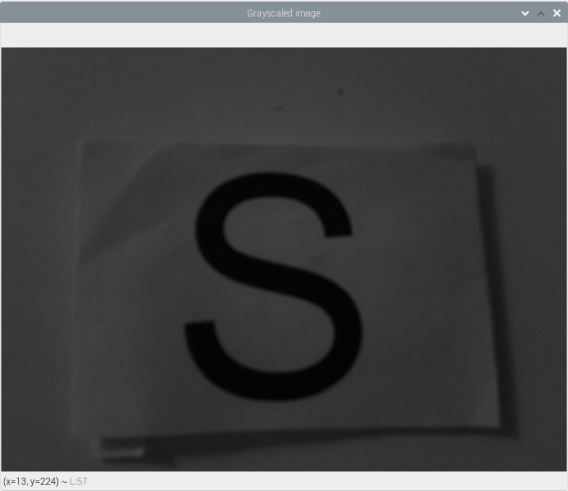 Grayscaled image
S
(x=13, y=224) ~ L:57